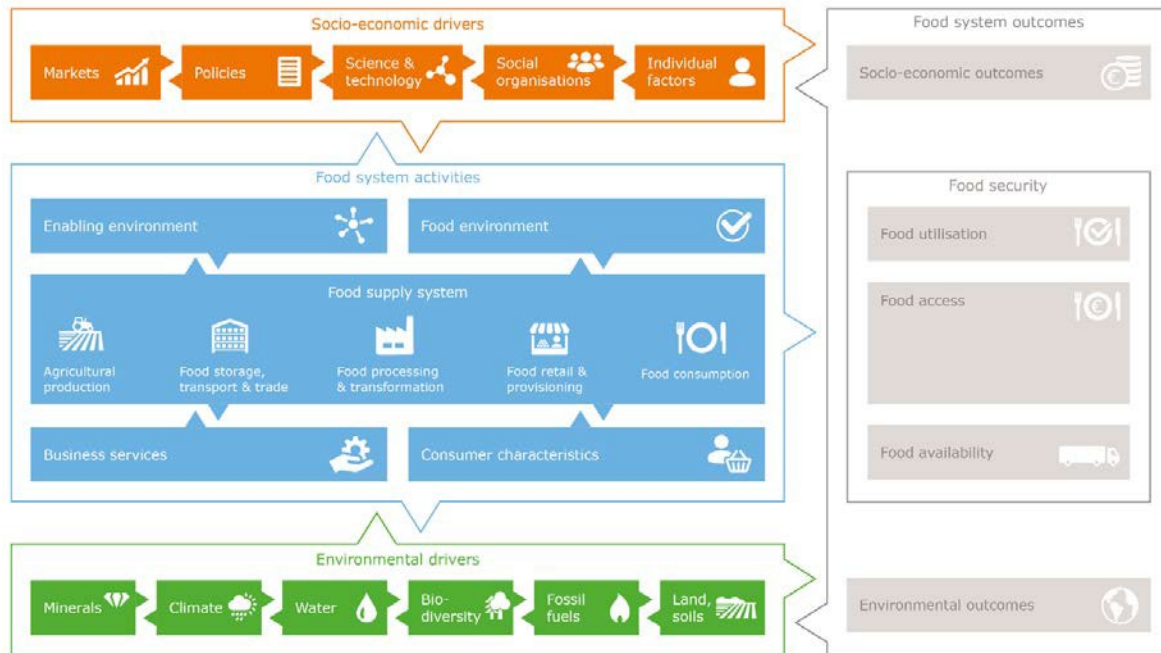 Socio-economic drivers
Markets
Policies
Science &
technology
Social
organisations
Individual
factors
Food system outcomes
Socio-economic outcomes
€
Food system activities
Enabling environment
Food environment
Food supply system
Agricultural
production
Food storage,
transport & trade
Food processing
& transformation
Food retail &
provisioning
Food consumption
Business services
Consumer characteristics
Food security
Food utilisation
Food access
€
Food availability
Environmental drivers
Minerals
Climate
Water
Bio-
diversity
Fossil
fuels
Land,
soils
Environmental outcomes